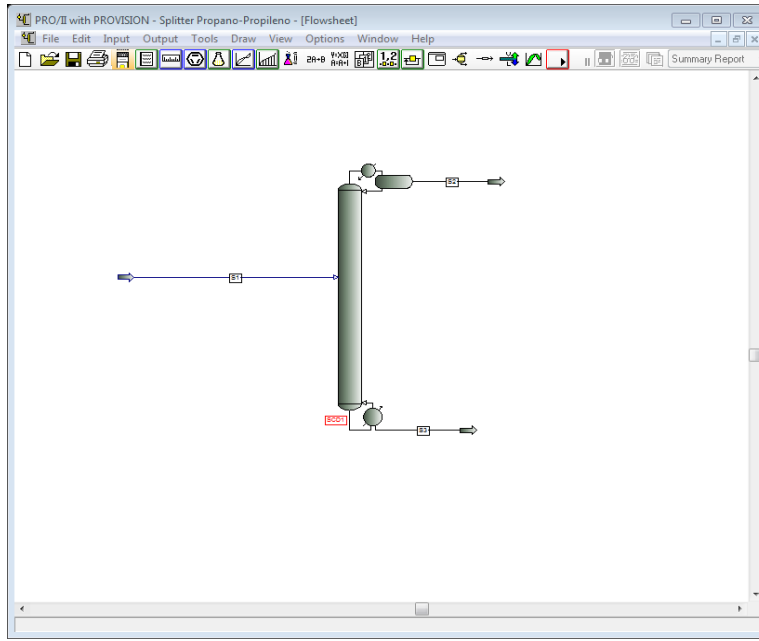 PRO/II with PROVISION - Splitter Propano-Propileno - [Flowsheet]
File Edit Input Output Tools Draw View Options Window Help
Summary Report
S2
S1
S3